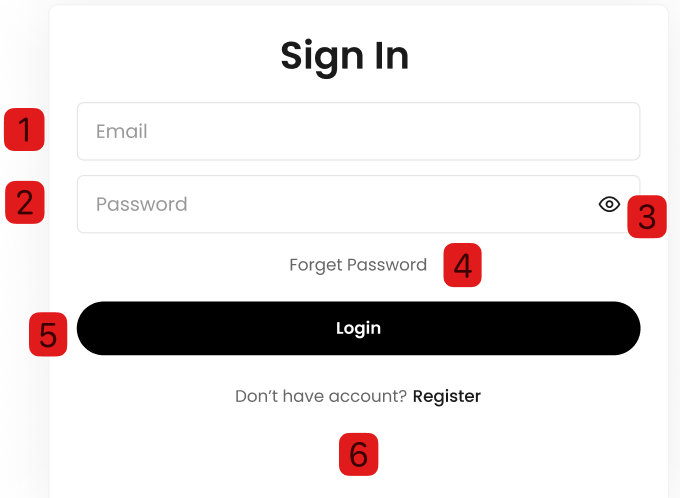 Sign In
1
Email
2
Password
3
Forget Password
4
5
Login
Don’t have account? Register
6